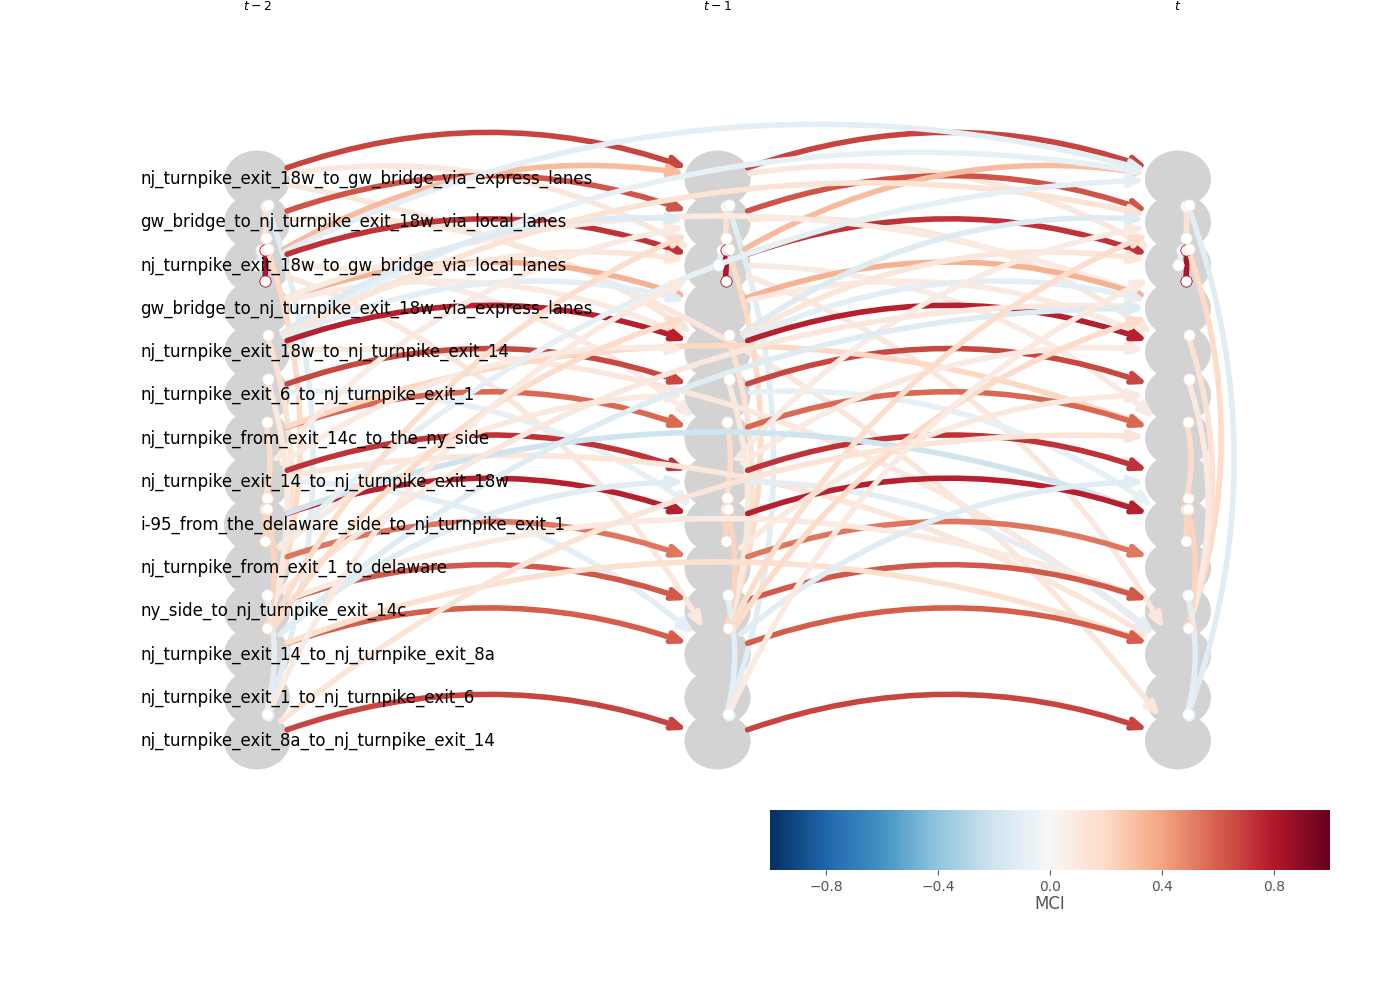 t − 2
t − 1
t
nj_turnpike_exit_18w_to_gw_bridge_via_express_lanes
gw_bridge_to_nj_turnpike_exit_18w_via_local_lanes
nj_turnpike_exit_18w_to_gw_bridge_via_local_lanes
gw_bridge_to_nj_turnpike_exit_18w_via_express_lanes
nj_turnpike_exit_18w_to_nj_turnpike_exit_14
nj_turnpike_exit_6_to_nj_turnpike_exit_1
nj_turnpike_from_exit_14c_to_the_ny_side
nj_turnpike_exit_14_to_nj_turnpike_exit_18w
i-95_from_the_delaware_side_to_nj_turnpike_exit_1
nj_turnpike_from_exit_1_to_delaware
ny_side_to_nj_turnpike_exit_14c
nj_turnpike_exit_14_to_nj_turnpike_exit_8a
nj_turnpike_exit_1_to_nj_turnpike_exit_6
nj_turnpike_exit_8a_to_nj_turnpike_exit_14
−0.8 −0.4 0.0 0.4 0.8
MCI